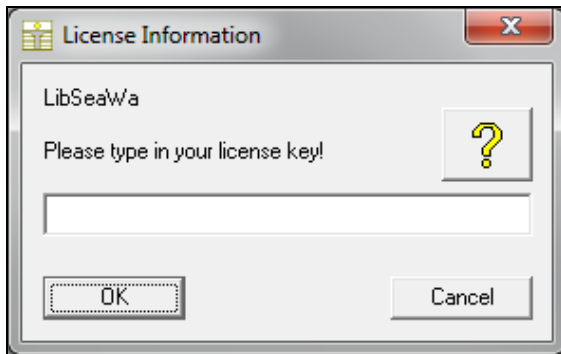 License Information
LibSeaWa
Please type in your license key!
?
OK
Cancel